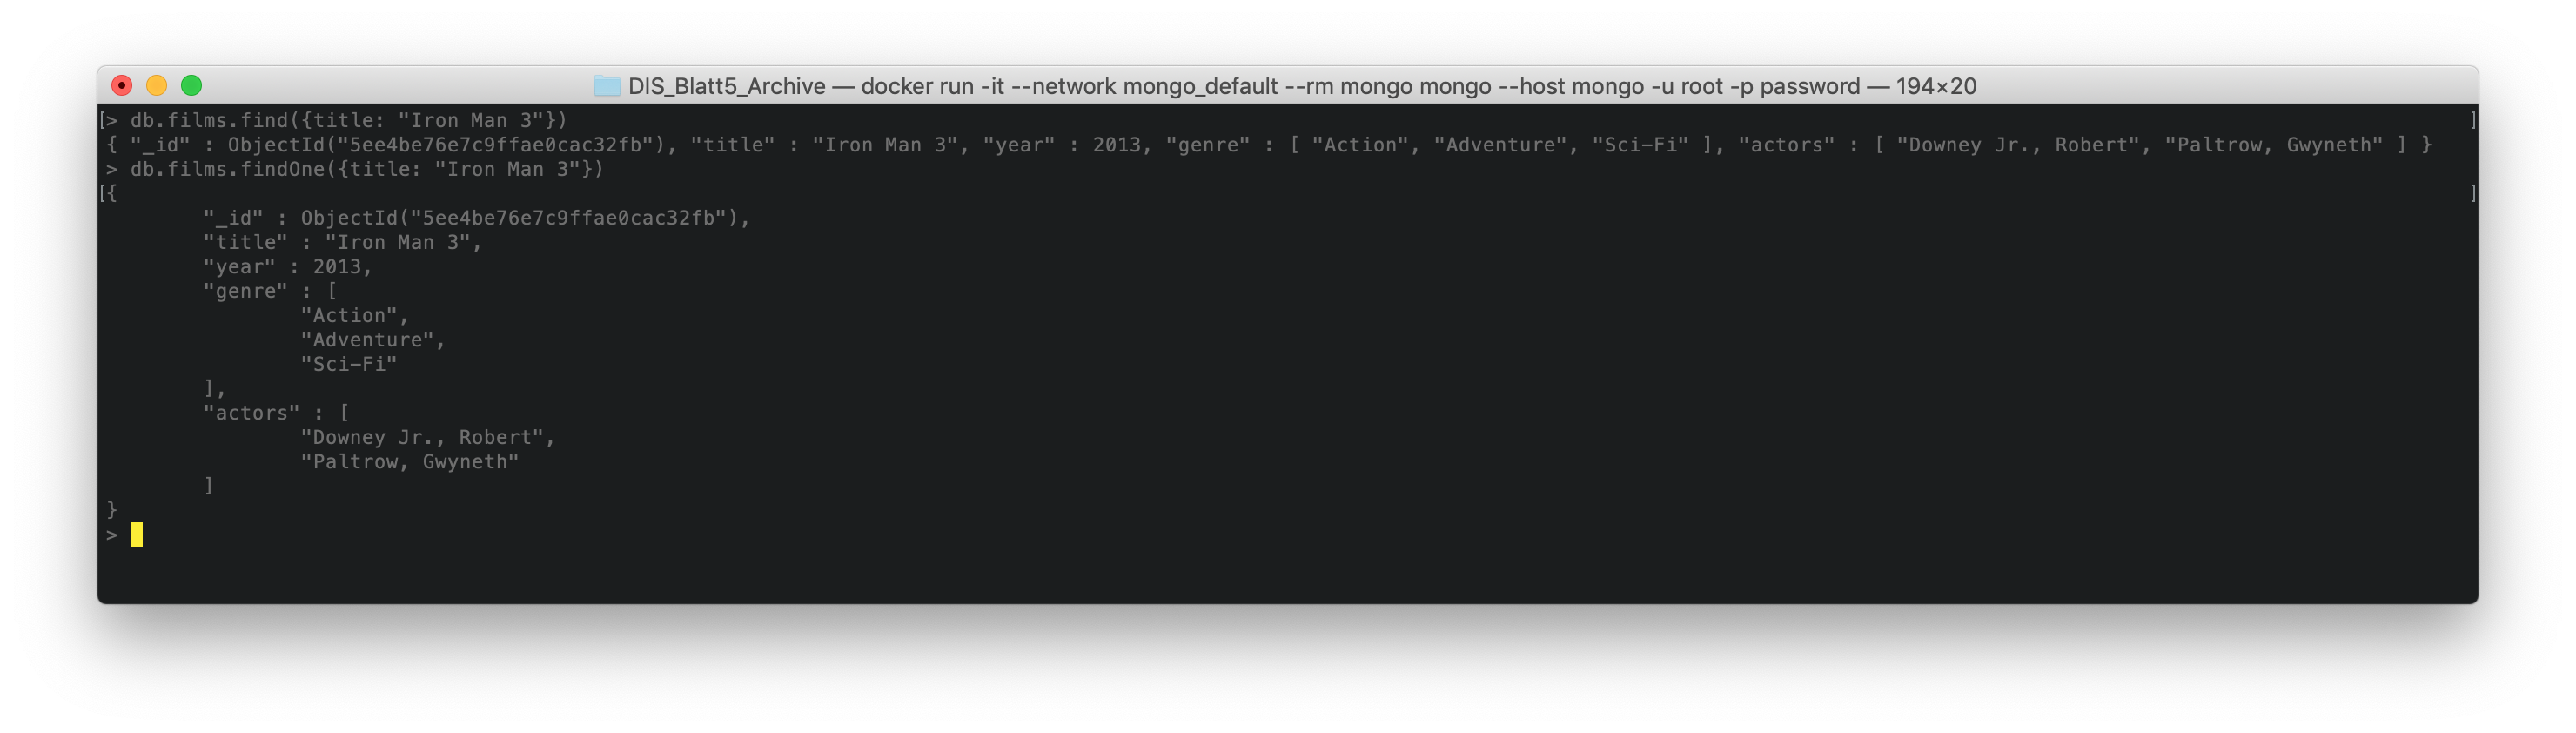 DIS_Blatt5_Archive — docker run -it --network mongo_default --rm mongo mongo --host mongo -u root -p password — 194×20
[> db.films.find({title: "Iron Man 3"}) ]
{ "_id" : ObjectId("5ee4be76e7c9ffae0cac32fb"), "title" : "Iron Man 3", "year" : 2013, "genre" : [ "Action", "Adventure", "Sci-Fi" ], "actors" : [ "Downey Jr., Robert", "Paltrow, Gwyneth" ] }
> db.films.findOne({title: "Iron Man 3"})
[{ ]
"_id" : ObjectId("5ee4be76e7c9ffae0cac32fb"),
"title" : "Iron Man 3",
"year" : 2013,
"genre" : [
"Action",
"Adventure",
"Sci-Fi"
],
"actors" : [
"Downey Jr., Robert",
"Paltrow, Gwyneth"
]
}
>